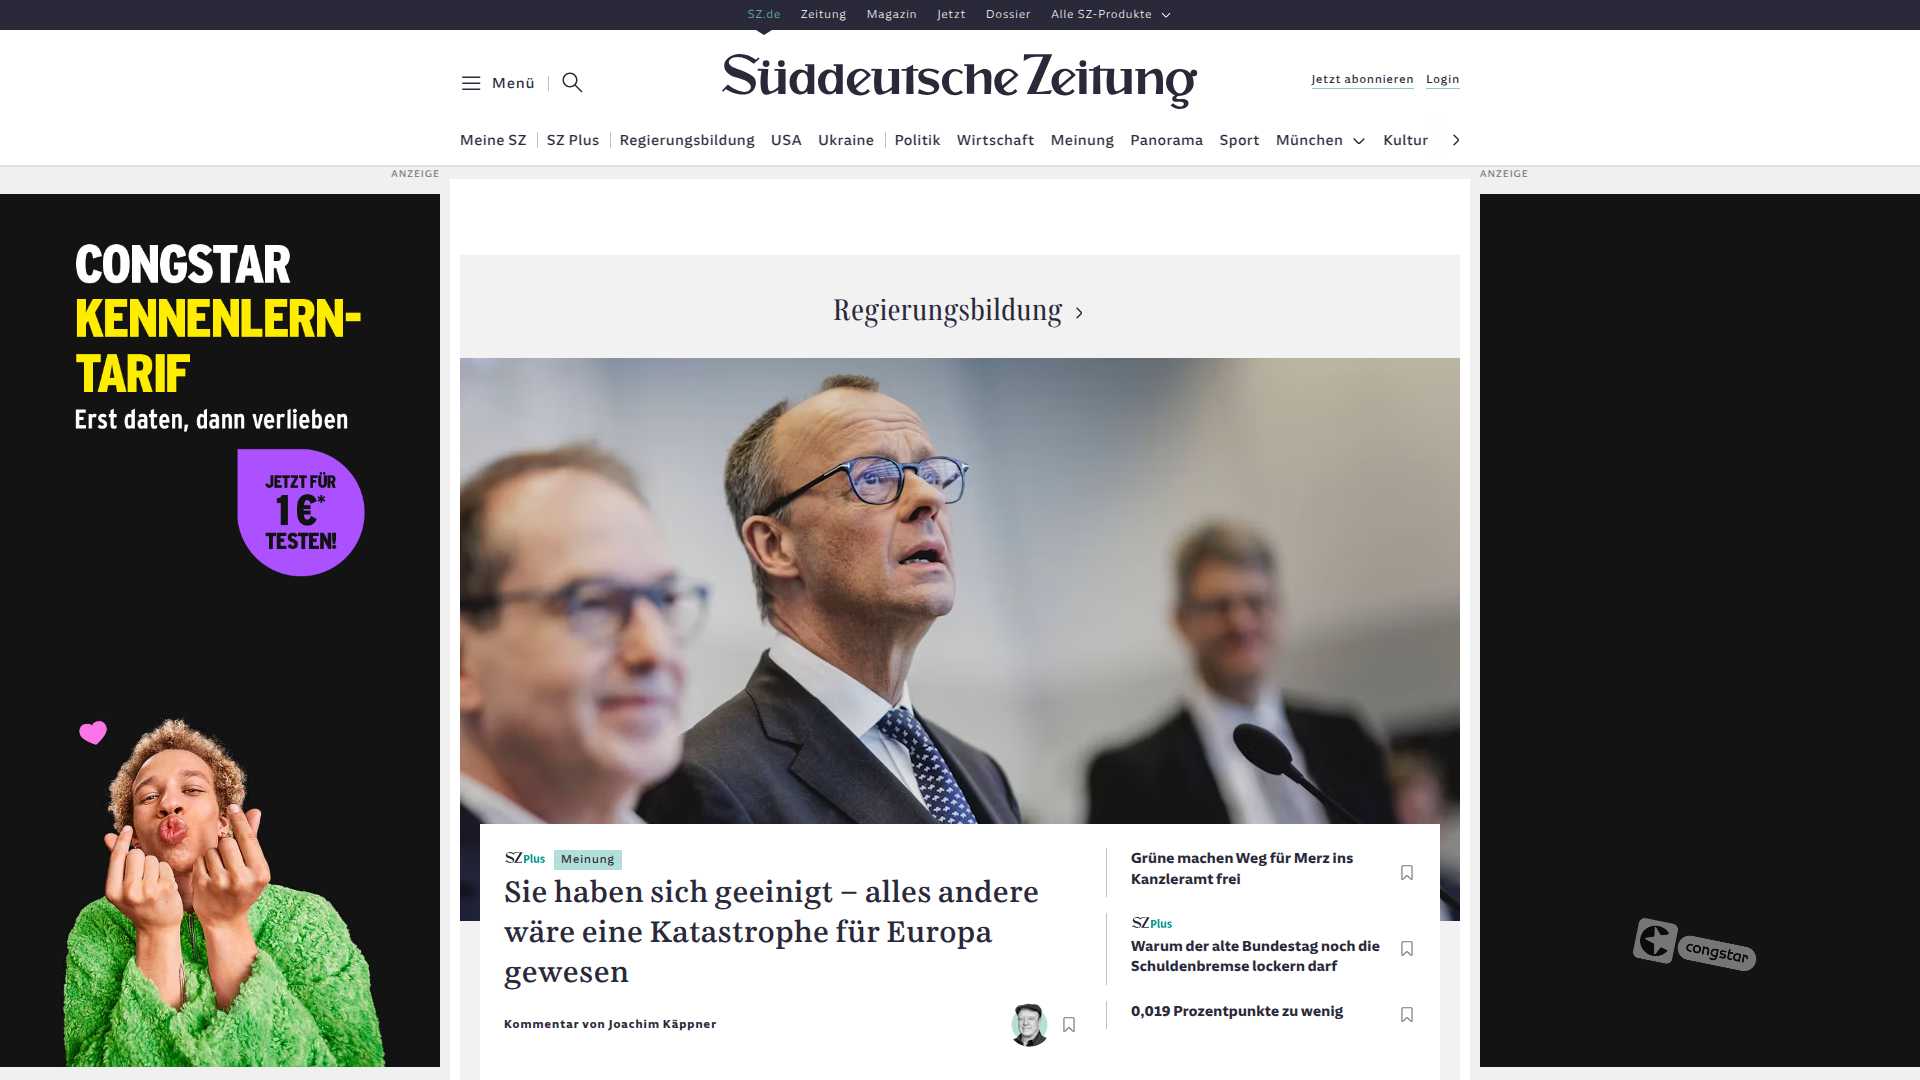 SZ.de Zeitung Magazin Jetzt Dossier Alle SZ-Produkte
Menü
Süddeutsche Zeitung
Jetzt abonnieren Login
Meine SZ SZ Plus Regierungsbildung USA Ukraine Politik Wirtschaft Meinung Panorama Sport München Kultur
ANZEIGE
ANZEIGE
CONGSTAR
KENNENLERN-
TARIF
Erst daten, dann verlieben
JETZT FÜR
1 €*
TESTEN!
Regierungsbildung
SZ Plus Meinung
Sie haben sich geeinigt – alles andere
wäre eine Katastrophe für Europa
gewesen
Kommentar von Joachim Käppner
Grüne machen Weg für Merz ins
Kanzleramt frei
SZ Plus
Warum der alte Bundestag noch die
Schuldenbremse lockern darf
0,019 Prozentpunkte zu wenig
congstar